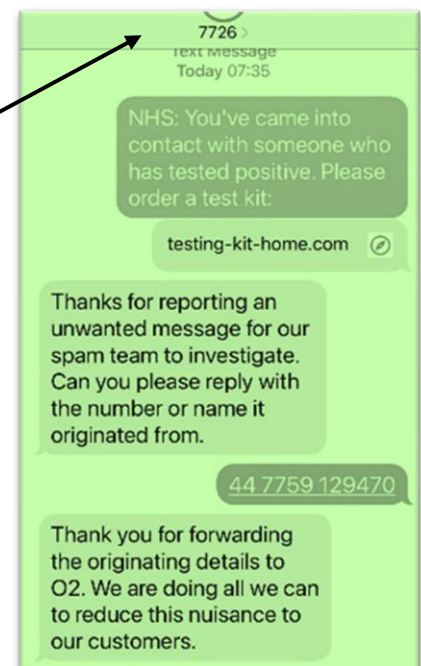 7726 >
Text Message
Today 07:35
NHS: You've came into
contact with someone who
has tested positive. Please
order a test kit:
testing-kit-home.com
Thanks for reporting an
unwanted message for our
spam team to investigate.
Can you please reply with
the number or name it
originated from.
44 7759 129470
Thank you for forwarding
the originating details to
O2. We are doing all we can
to reduce this nuisance to
our customers.